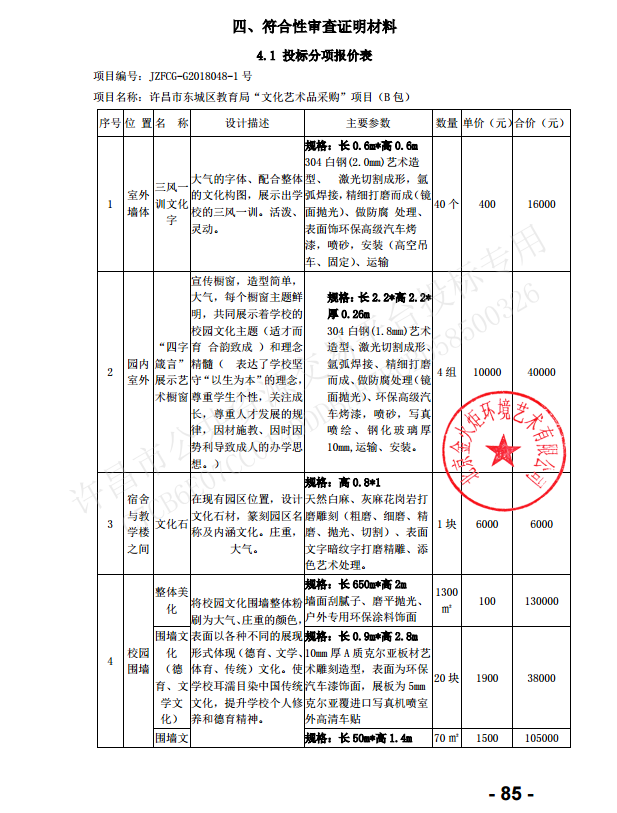 四、符合性审查证明材料
4.1 投标分项报价表
项目编号: JZFCG-G2018048-1 号
项目名称: 许昌市东城区教育局“文化艺术品采购”项目（B 包）
序号 位 置 名 称 设计描述 主要参数 数量 单价（元） 合价（元）
1
室外
墙体
三风一
训文化
字
大气的字体、配合整体
的文化构图，展示出学
校的三风一训。活泼、
灵动。
规格：长 0.6m*高 0.6m
304 白钢(2.0mm)艺术造
型、 激光切割成形，氩
弧焊接，精细打磨而成(镜
面抛光)、做防腐 处理、
表面饰环保高级汽车烤
漆，喷砂，安装（高空吊
车、固定）、运输
40 个
400
16000
2
园内
室外
“四字
箴言”
展示艺
术橱窗
宣传橱窗，造型简单，
大气，每个橱窗主题鲜
明，共同展示着学校的
校园文化主题（适才而
育 合韵致成 ）和理念
精髓（ 表达了学校坚
守“以生为本”的理念，
尊重学生个性，关注成
长，尊重人才发展的规
律，因材施教、因时因
势利导致成人的办学思
想。）
规格：长 2.2*高 2.2*
厚 0.26m
304 白钢(1.8mm)艺术
造型、激光切割成形、
氩弧焊接、精细打磨
而成、做防腐处理(镜
面抛光)、环保高级汽
车烤漆，喷砂，写真
喷绘、钢化玻璃厚
10mm,运输、安装。
4 组
10000
40000
3
宿舍
与教
学楼
之间
文化石
在现有园区位置，设计
文化石材，篆刻园区名
称及内涵文化。庄重，
大气。
规格：高 0.8*1
天然白麻、灰麻花岗岩打
磨雕刻（粗磨、细磨、精
磨、抛光、切割）、表面
文字暗纹字打磨精雕、添
色艺术处理。
1 块
6000
6000
4
校园
围墙
整体美
化
将校园文化围墙整体粉
刷为大气、庄重的颜色，
表面以各种不同的展现
形式体现（德育、文学、
体育、传统）文化。使
学校耳濡目染中国传统
文化，提升学校个人修
养和德育精神。
规格：长 650m*高 2m
墙面刮腻子、磨平抛光、
户外专用环保涂料饰面
1300
㎡
100
130000
围墙文
化
（德
育、文
学文
化）
规格：长 0.9m*高 2.8m
10mm 厚 A 质克尔亚板材艺
术雕刻造型，表面为环保
汽车漆饰面，展板为 5mm
克尔亚覆进口写真机喷室
外高清车贴
20 块
1900
38000
围墙文
规格：长 50m*高 1.4m
70 ㎡
1500
105000
北京金火炬环境艺术有限公司
- 85 -